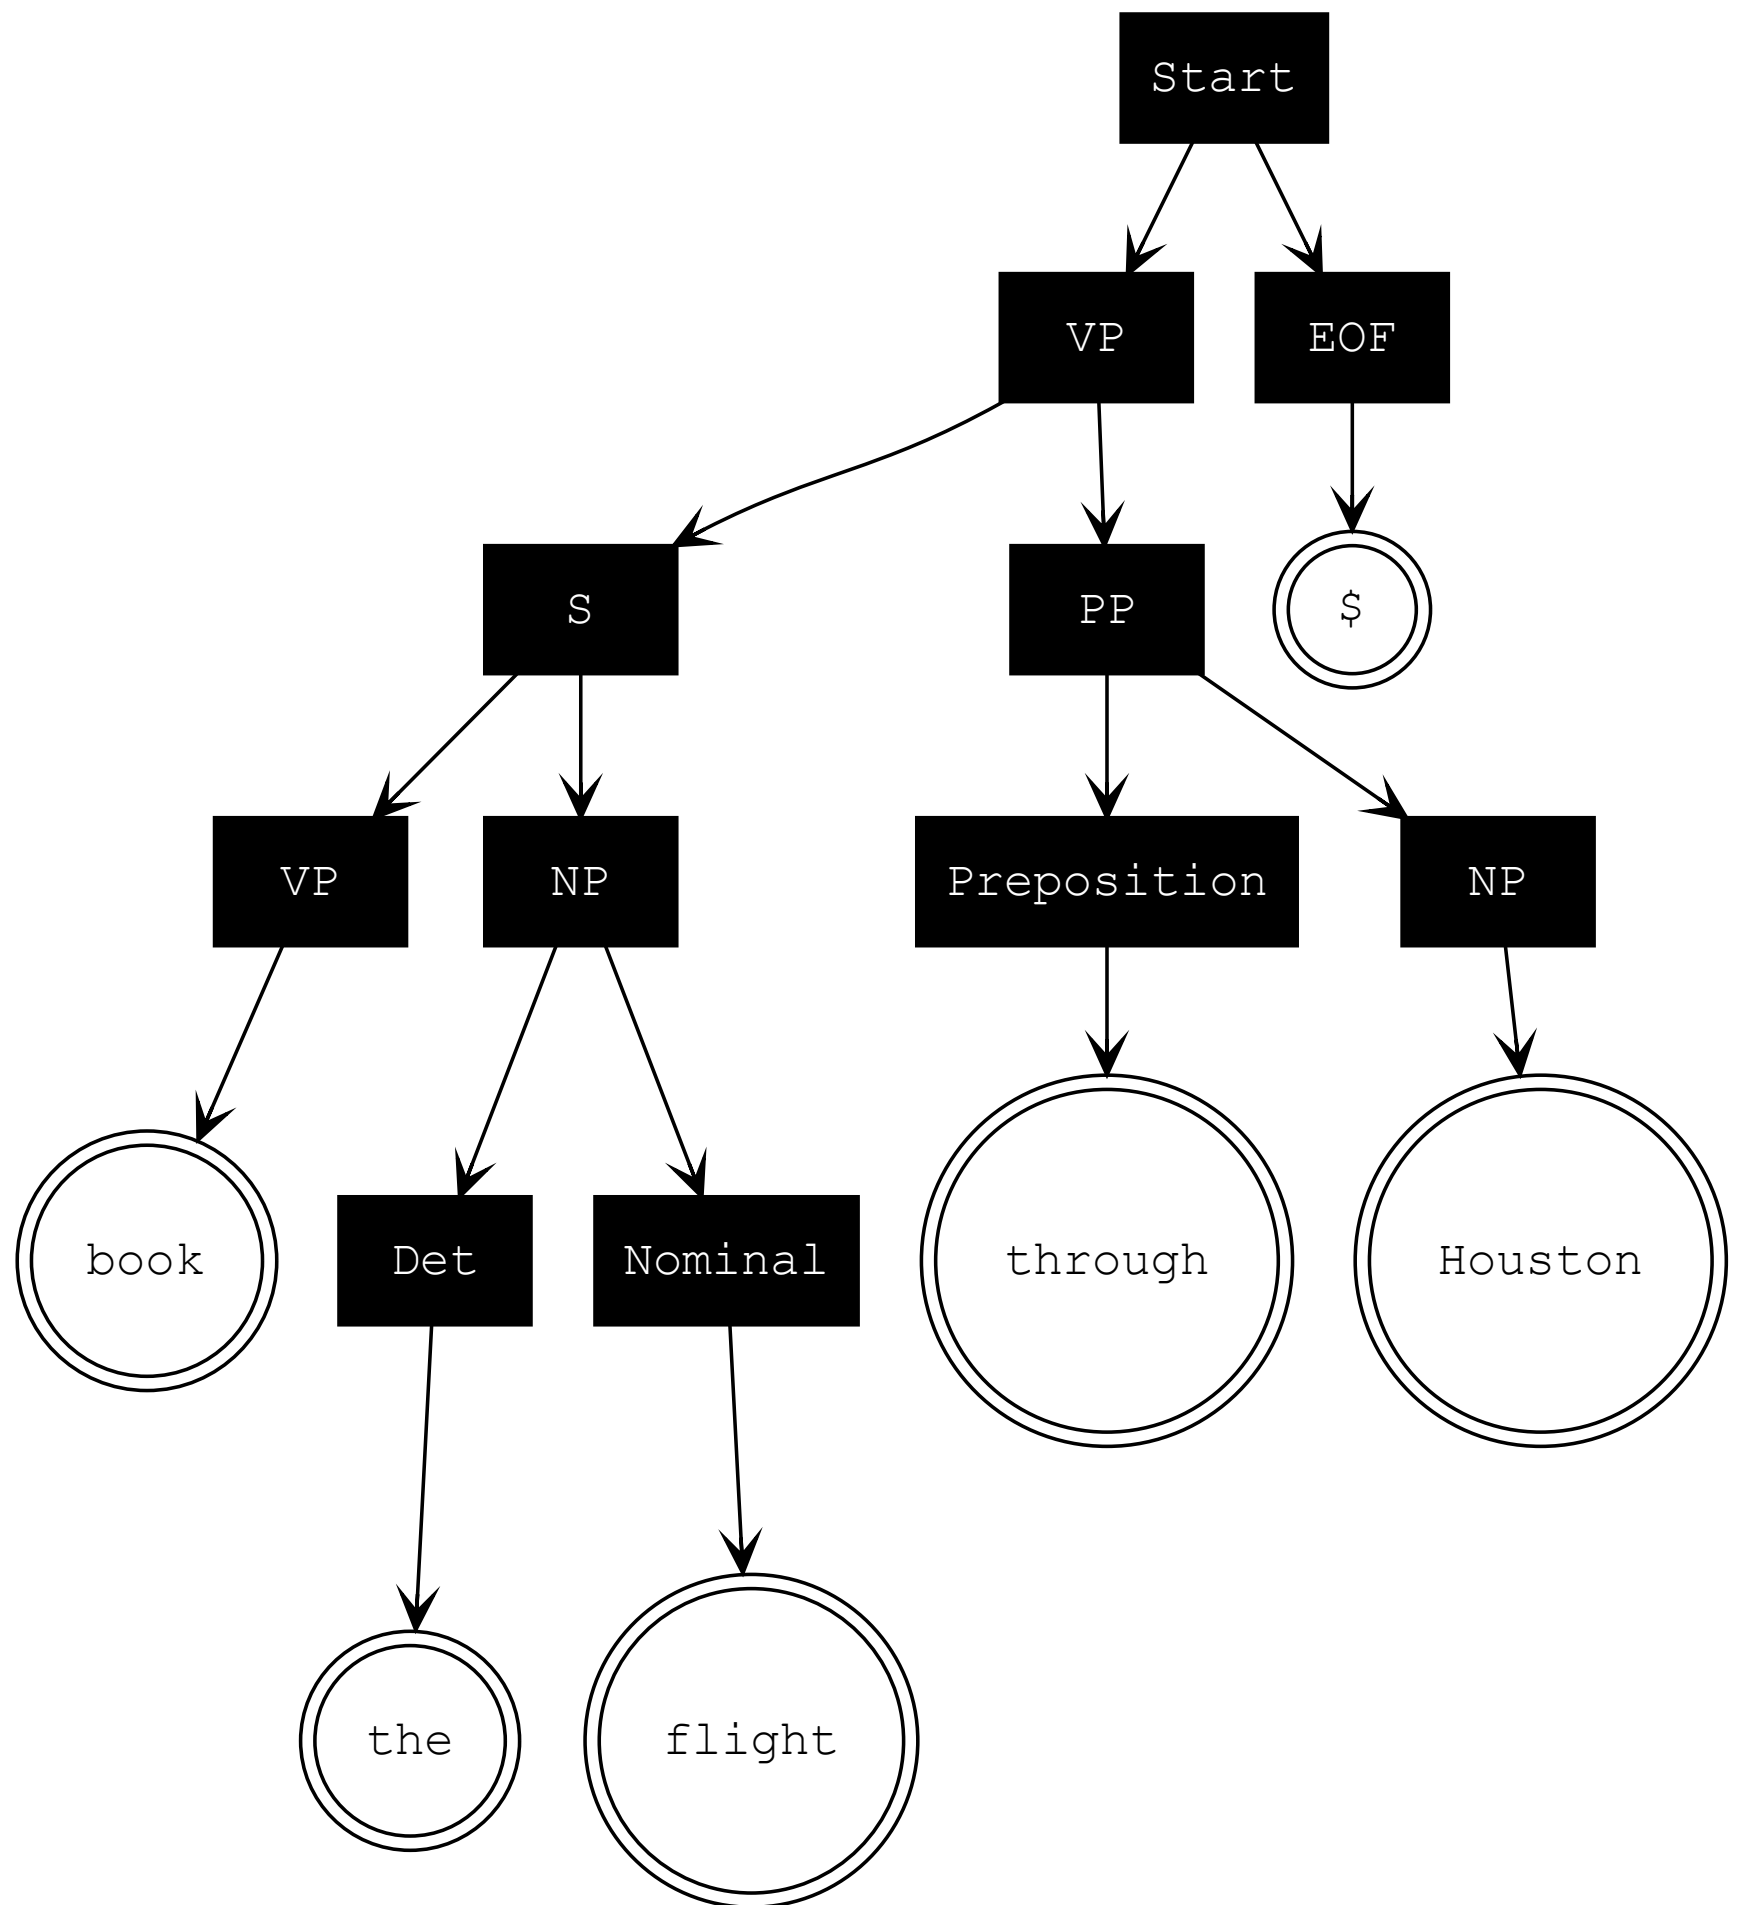 Start
VP EOF
S PP $
VP NP Preposition NP
book Det Nominal through Houston
the flight